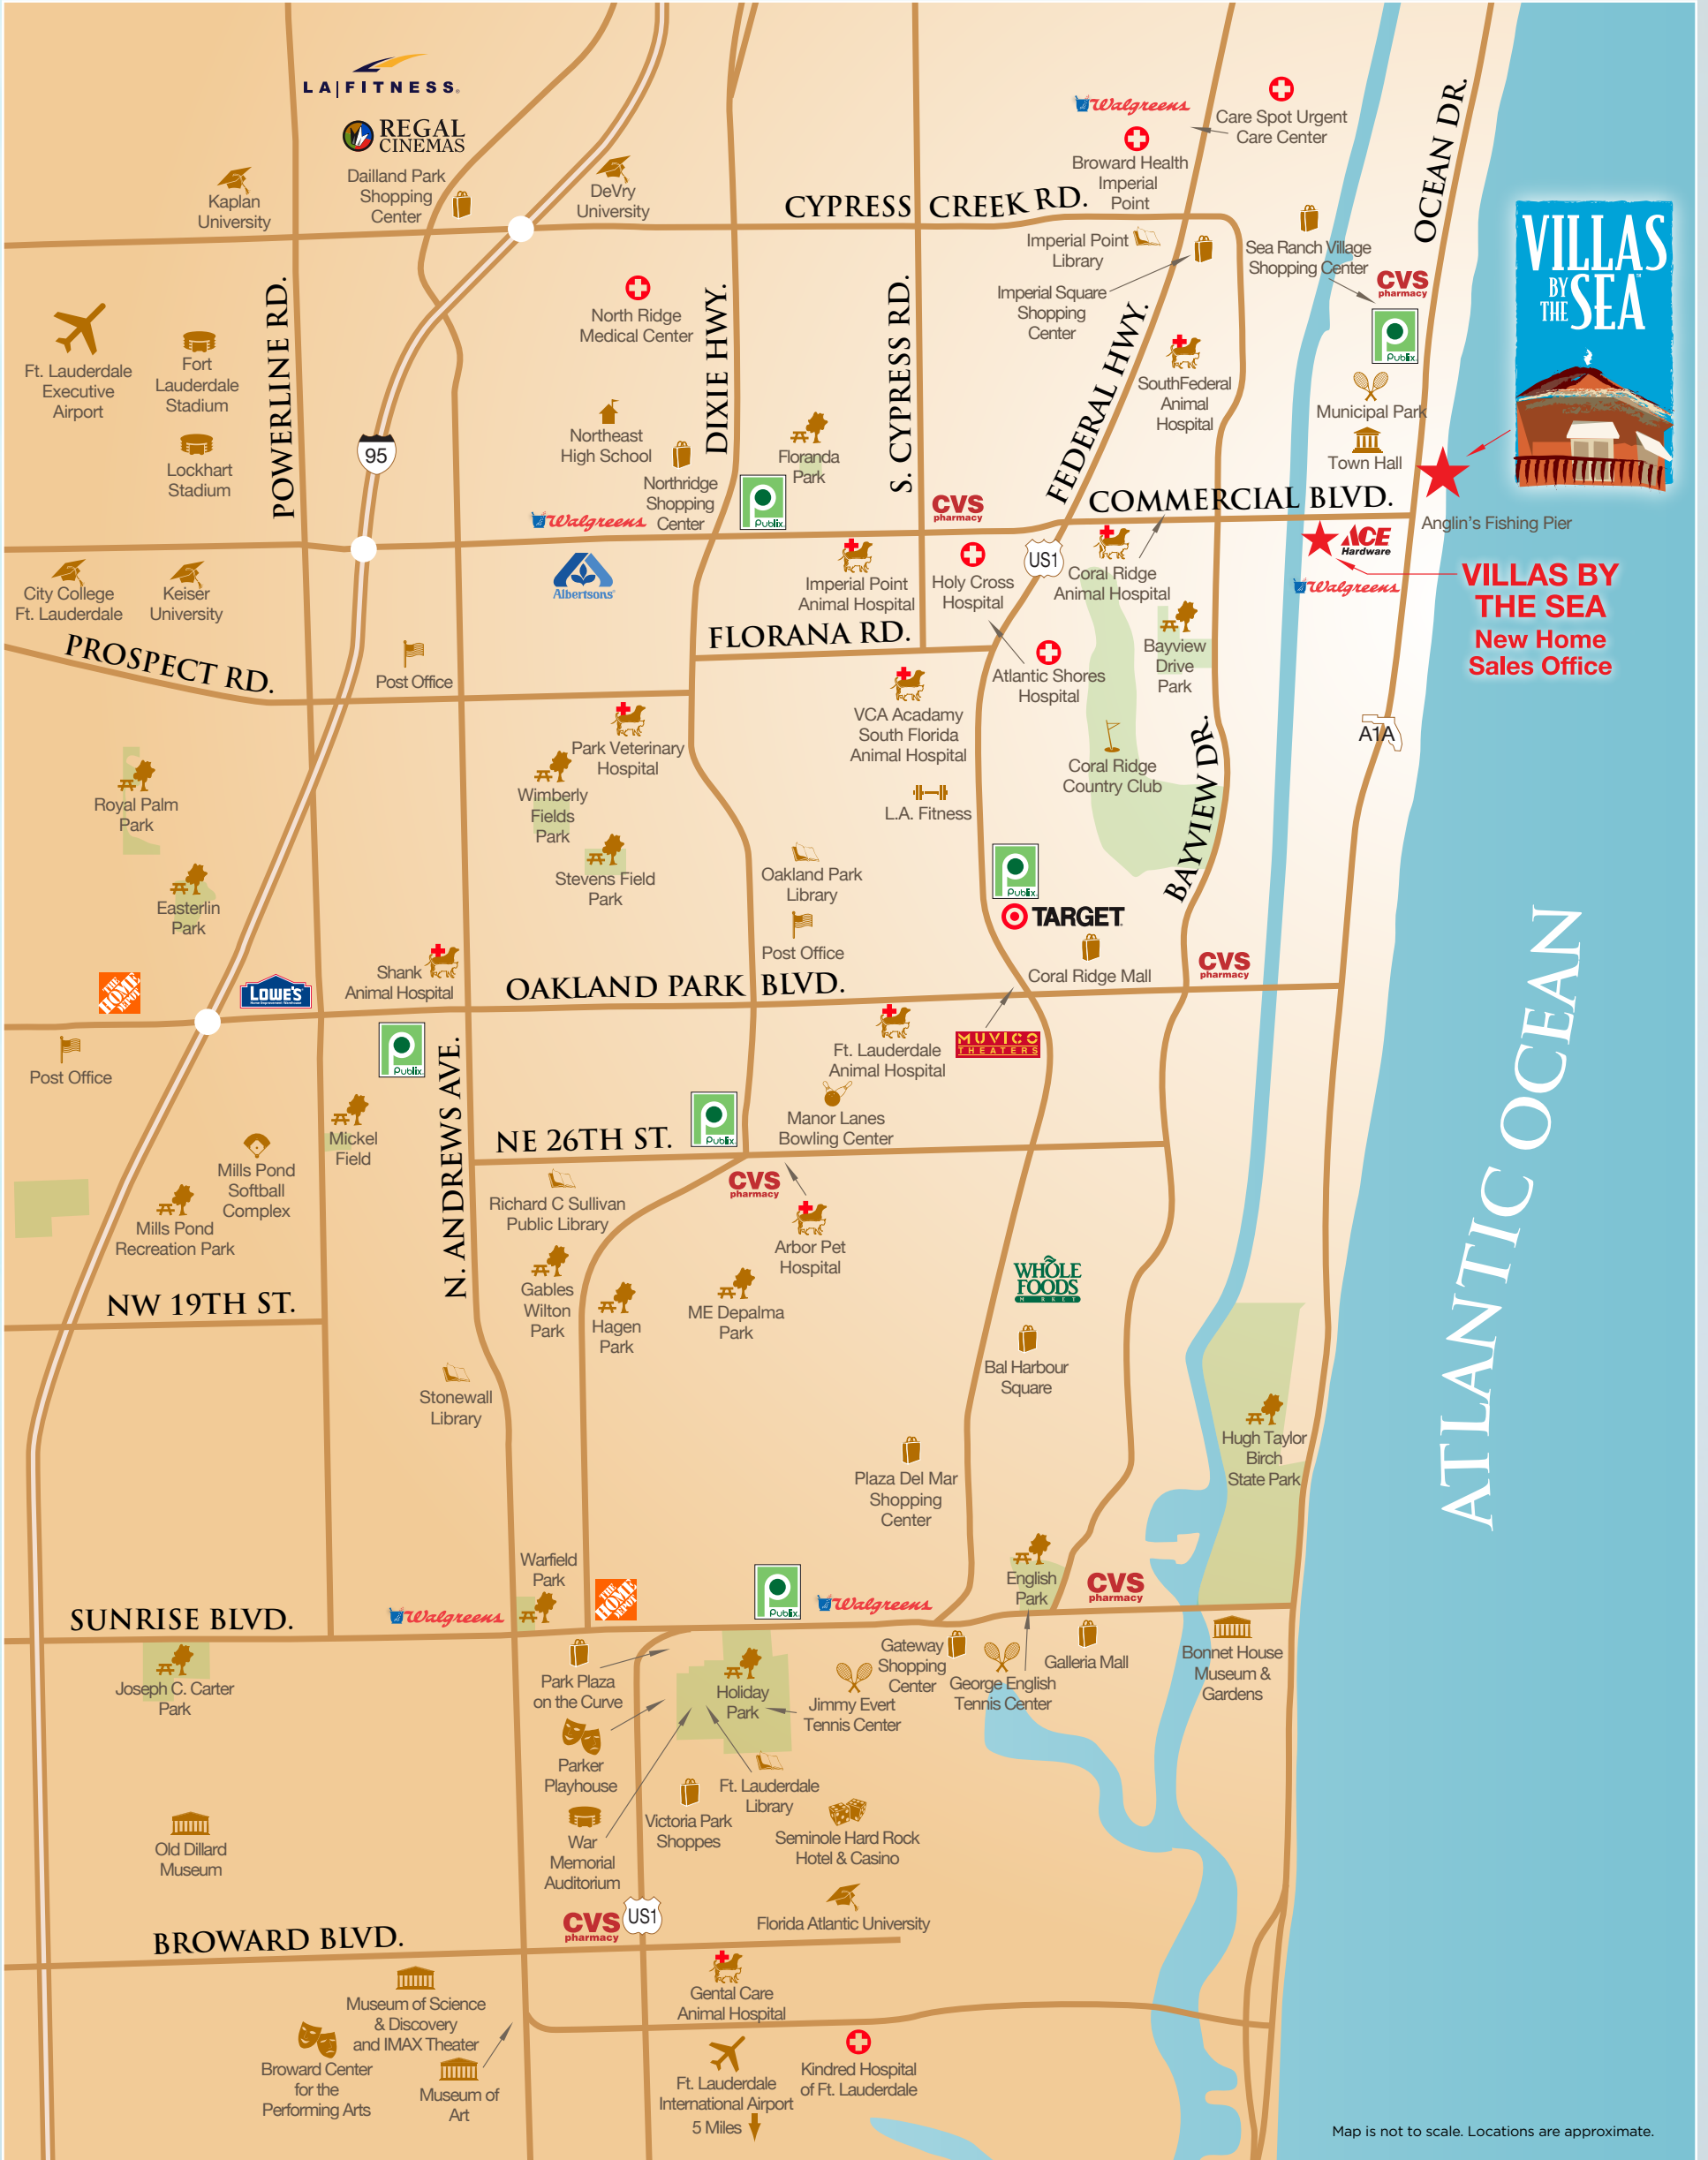 LA|FITNESS.
REGAL
CINEMAS
Dailand Park
Shopping
Center
Kaplan
University
DeVry
University
Walgreens
Care Spot Urgent
Care Center
Broward Health
Imperial
Point
OCEAN DR.
CYPRESS CREEK RD.
Imperial Point
Library
Sea Ranch Village
Shopping Center
CVS
pharmacy
Publix
VILLAS
BY
THE SEA
Imperial Square
Shopping
Center
POWERLINE RD.
North Ridge
Medical Center
DIXIE HWY.
S. CYPRESS RD.
FEDERAL HWY.
Ft. Lauderdale
Executive
Airport
Fort
Lauderdale
Stadium
Lockhart
Stadium
95
SouthFederal
Animal
Hospital
Municipal Park
Town Hall
Northeast
High School
Northridge
Shopping
Center
Floranda
Park
Publix
Walgreens
CVS
pharmacy
COMMERCIAL BLVD.
Anglin's Fishing Pier
ACE
Hardware
Walgreens
VILLAS BY
THE SEA
New Home
Sales Office
City College
Ft. Lauderdale
Keiser
University
Albertsons
Imperial Point
Animal Hospital
Holy Cross
Hospital
US1
Coral Ridge
Animal Hospital
FLORANA RD.
PROSPECT RD.
Post Office
Atlantic Shores
Hospital
Bayview
Drive
Park
VCA Acadamy
South Florida
Animal Hospital
Park Veterinary
Hospital
A1A
Coral Ridge
Country Club
BAYVIEW DR.
Royal Palm
Park
Wimberly
Fields
Park
L.A. Fitness
Stevens Field
Park
Oakland Park
Library
Publix
TARGET
Easterlin
Park
Post Office
Coral Ridge Mall
CVS
pharmacy
THE
HOME
DEPOT
LOWE'S
Shank
Animal Hospital
OAKLAND PARK BLVD.
Post Office
Publix
N. ANDREWS AVE.
Ft. Lauderdale
Animal Hospital
MUVICO
THEATERS
ATLANTIC OCEAN
Manor Lanes
Bowling Center
Publix
NE 26TH ST.
Mickel
Field
Mills Pond
Softball
Complex
Mills Pond
Recreation Park
Richard C Sullivan
Public Library
CVS
pharmacy
Arbor Pet
Hospital
WHOLE
FOODS
MARKET
Gables
Wilton
Park
Hagen
Park
ME Depalma
Park
NW 19TH ST.
Bal Harbour
Square
Stonewall
Library
Hugh Taylor
Birch
State Park
Plaza Del Mar
Shopping
Center
Warfield
Park
THE
HOME
DEPOT
Publix
Walgreens
English
Park
CVS
pharmacy
SUNRISE BLVD.
Walgreens
Joseph C. Carter
Park
Park Plaza
on the Curve
Holiday
Park
Jimmy Evert
Tennis Center
Gateway
Shopping
Center
George English
Tennis Center
Galleria Mall
Bonnet House
Museum &
Gardens
Parker
Playhouse
Ft. Lauderdale
Library
Victoria Park
Shoppes
War
Memorial
Auditorium
Seminole Hard Rock
Hotel & Casino
Old Dillard
Museum
CVS
pharmacy
US1
Florida Atlantic University
BROWARD BLVD.
Museum of Science
& Discovery
and IMAX Theater
Gental Care
Animal Hospital
Broward Center
for the
Performing Arts
Museum of
Art
Ft. Lauderdale
International Airport
5 Miles
Kindred Hospital
of Ft. Lauderdale
Map is not to scale. Locations are approximate.